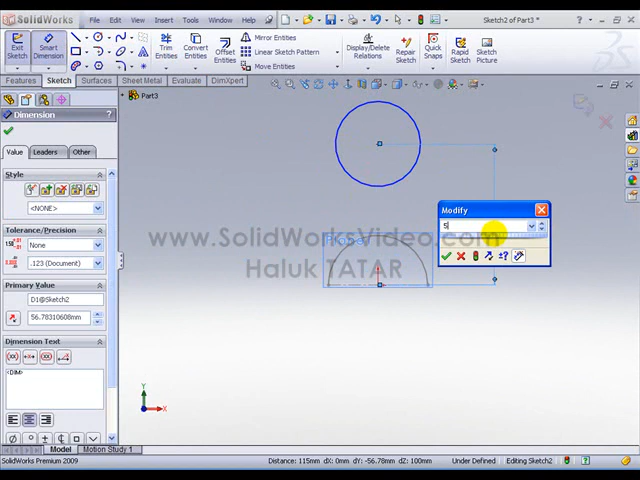 SolidWorks
File Edit View Insert Tools Window Help
Sketch2 of Part3 *
Exit Sketch
Smart Dimension
Trim Entities
Convert Entities
Offset Entities
Mirror Entities
Linear Sketch Pattern
Move Entities
Display/Delete Relations
Repair Sketch
Quick Snaps
Rapid Sketch
Sketch Picture
Features Sketch Surfaces Sheet Metal Evaluate DimXpert
Dimension ?
Part3
Value Leaders Other
Style
<NONE>
Tolerance/Precision
None
.123 (Document)
Primary Value
D1@Sketch2
56.78310608mm
Dimension Text
<DIM>
Modify
5
www.SolidWorksVideo.com
Haluk TATAR
Y
X
Model Motion Study 1
SolidWorks Premium 2009
Distance: 115mm dX: 0mm dY: -56.78mm dZ: 100mm Under Defined Editing Sketch2